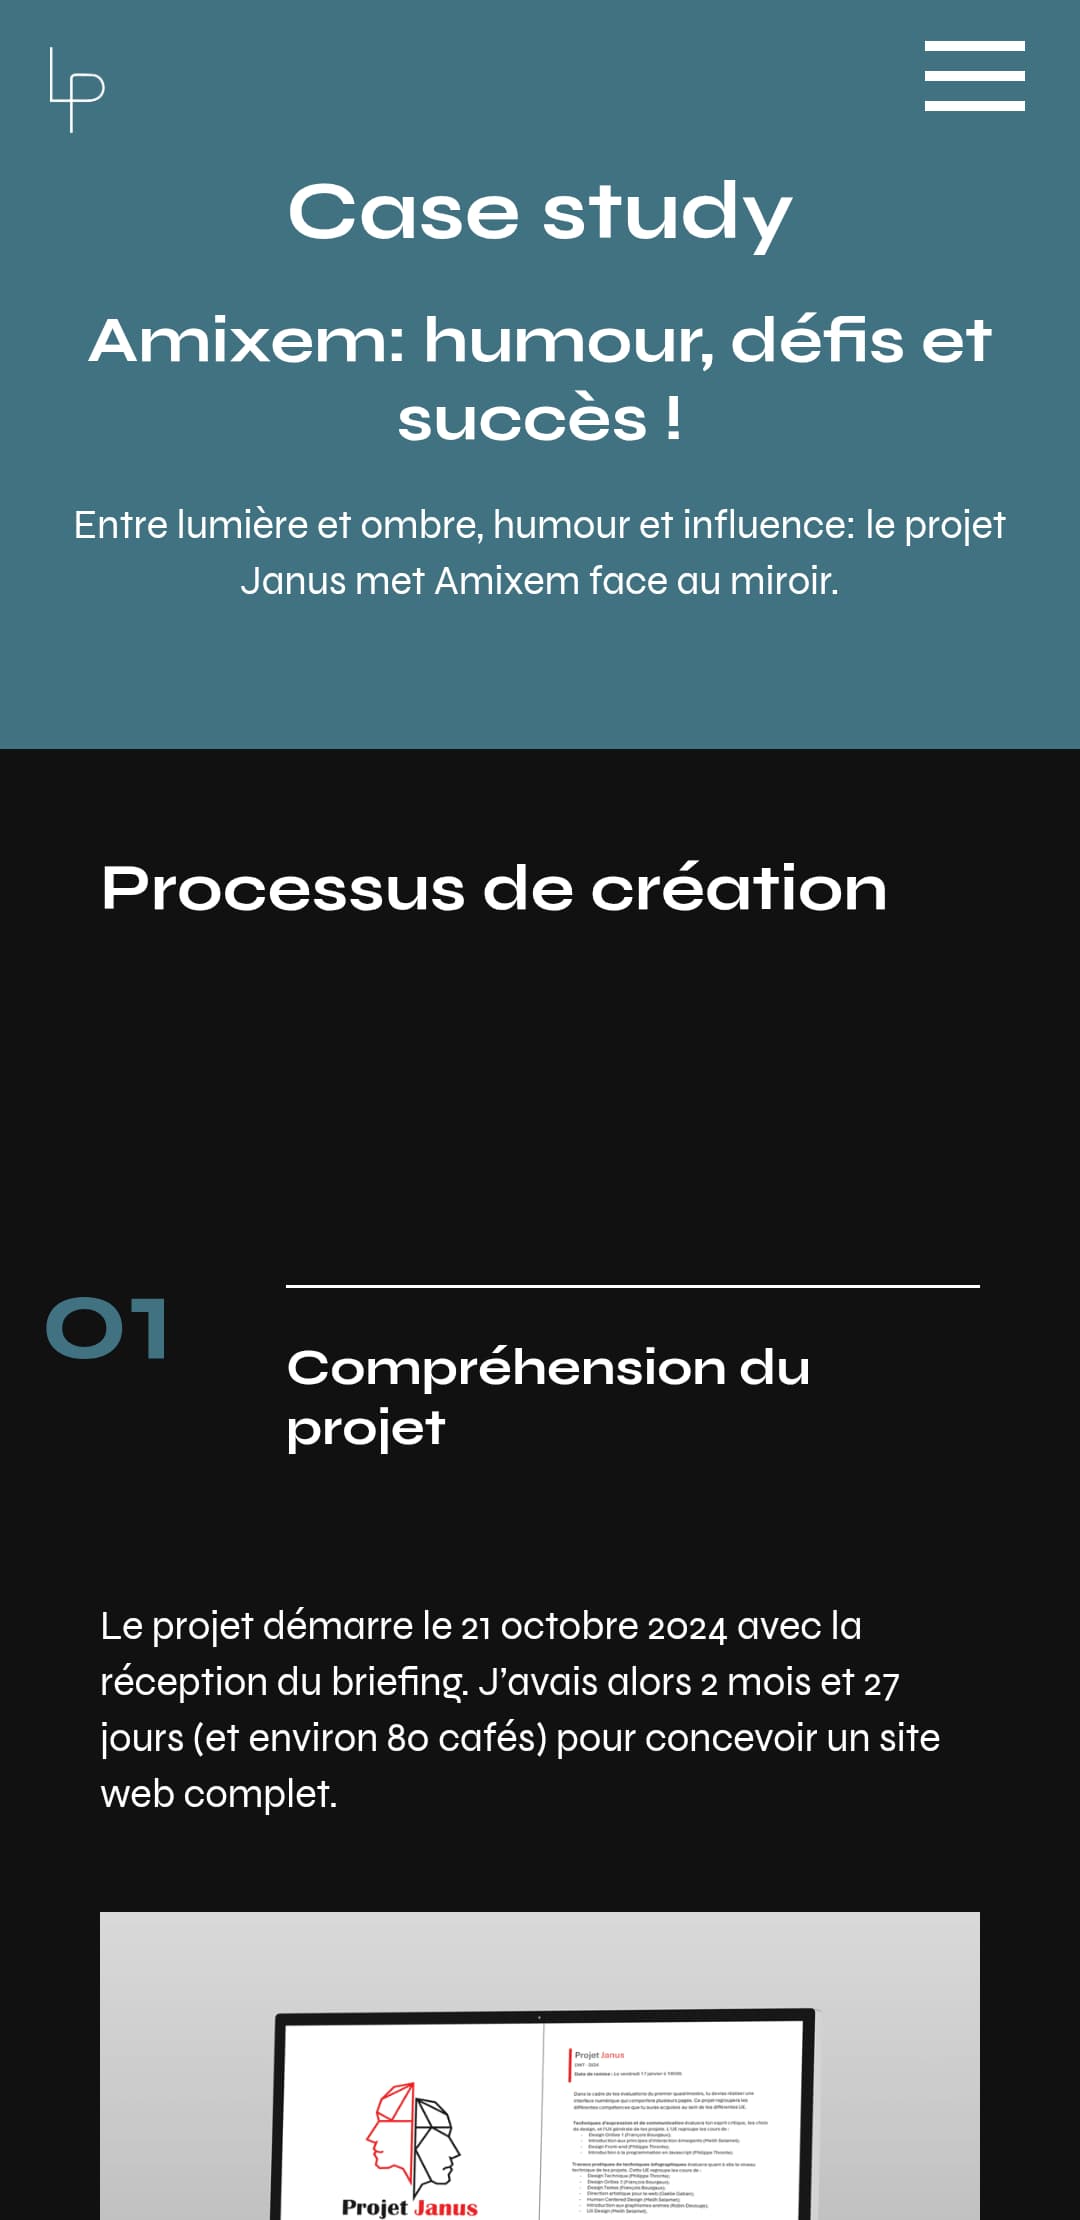 LP
Case study
Amixem: humour, défis et
succès !
Entre lumière et ombre, humour et influence: le projet
Janus met Amixem face au miroir.
Processus de création
01
Compréhension du
projet
Le projet démarre le 21 octobre 2024 avec la
réception du briefing. J’avais alors 2 mois et 27
jours (et environ 80 cafés) pour concevoir un site
web complet.
Projet Janus
Projet Janus